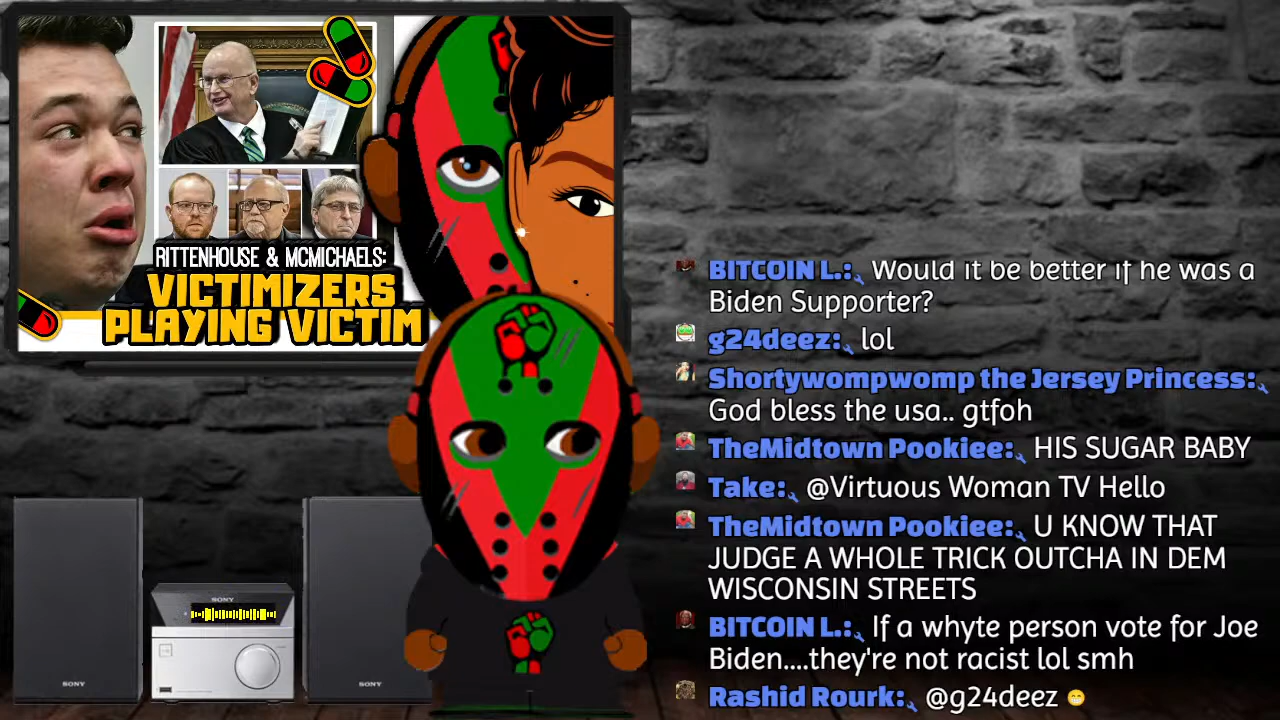 RITTENHOUSE & MCMICHAELS:
VICTIMIZERS
PLAYING VICTIM
SONY
SONY
SONY
BITCOIN L.: Would it be better if he was a
Biden Supporter?
g24deez: lol
Shortywompwomp the Jersey Princess:
God bless the usa.. gtfoh
TheMidtown Pookiee: HIS SUGAR BABY
Take: @Virtuous Woman TV Hello
TheMidtown Pookiee: U KNOW THAT
JUDGE A WHOLE TRICK OUTCHA IN DEM
WISCONSIN STREETS
BITCOIN L.: If a whyte person vote for Joe
Biden....they're not racist lol smh
Rashid Rourk: @g24deez 😁